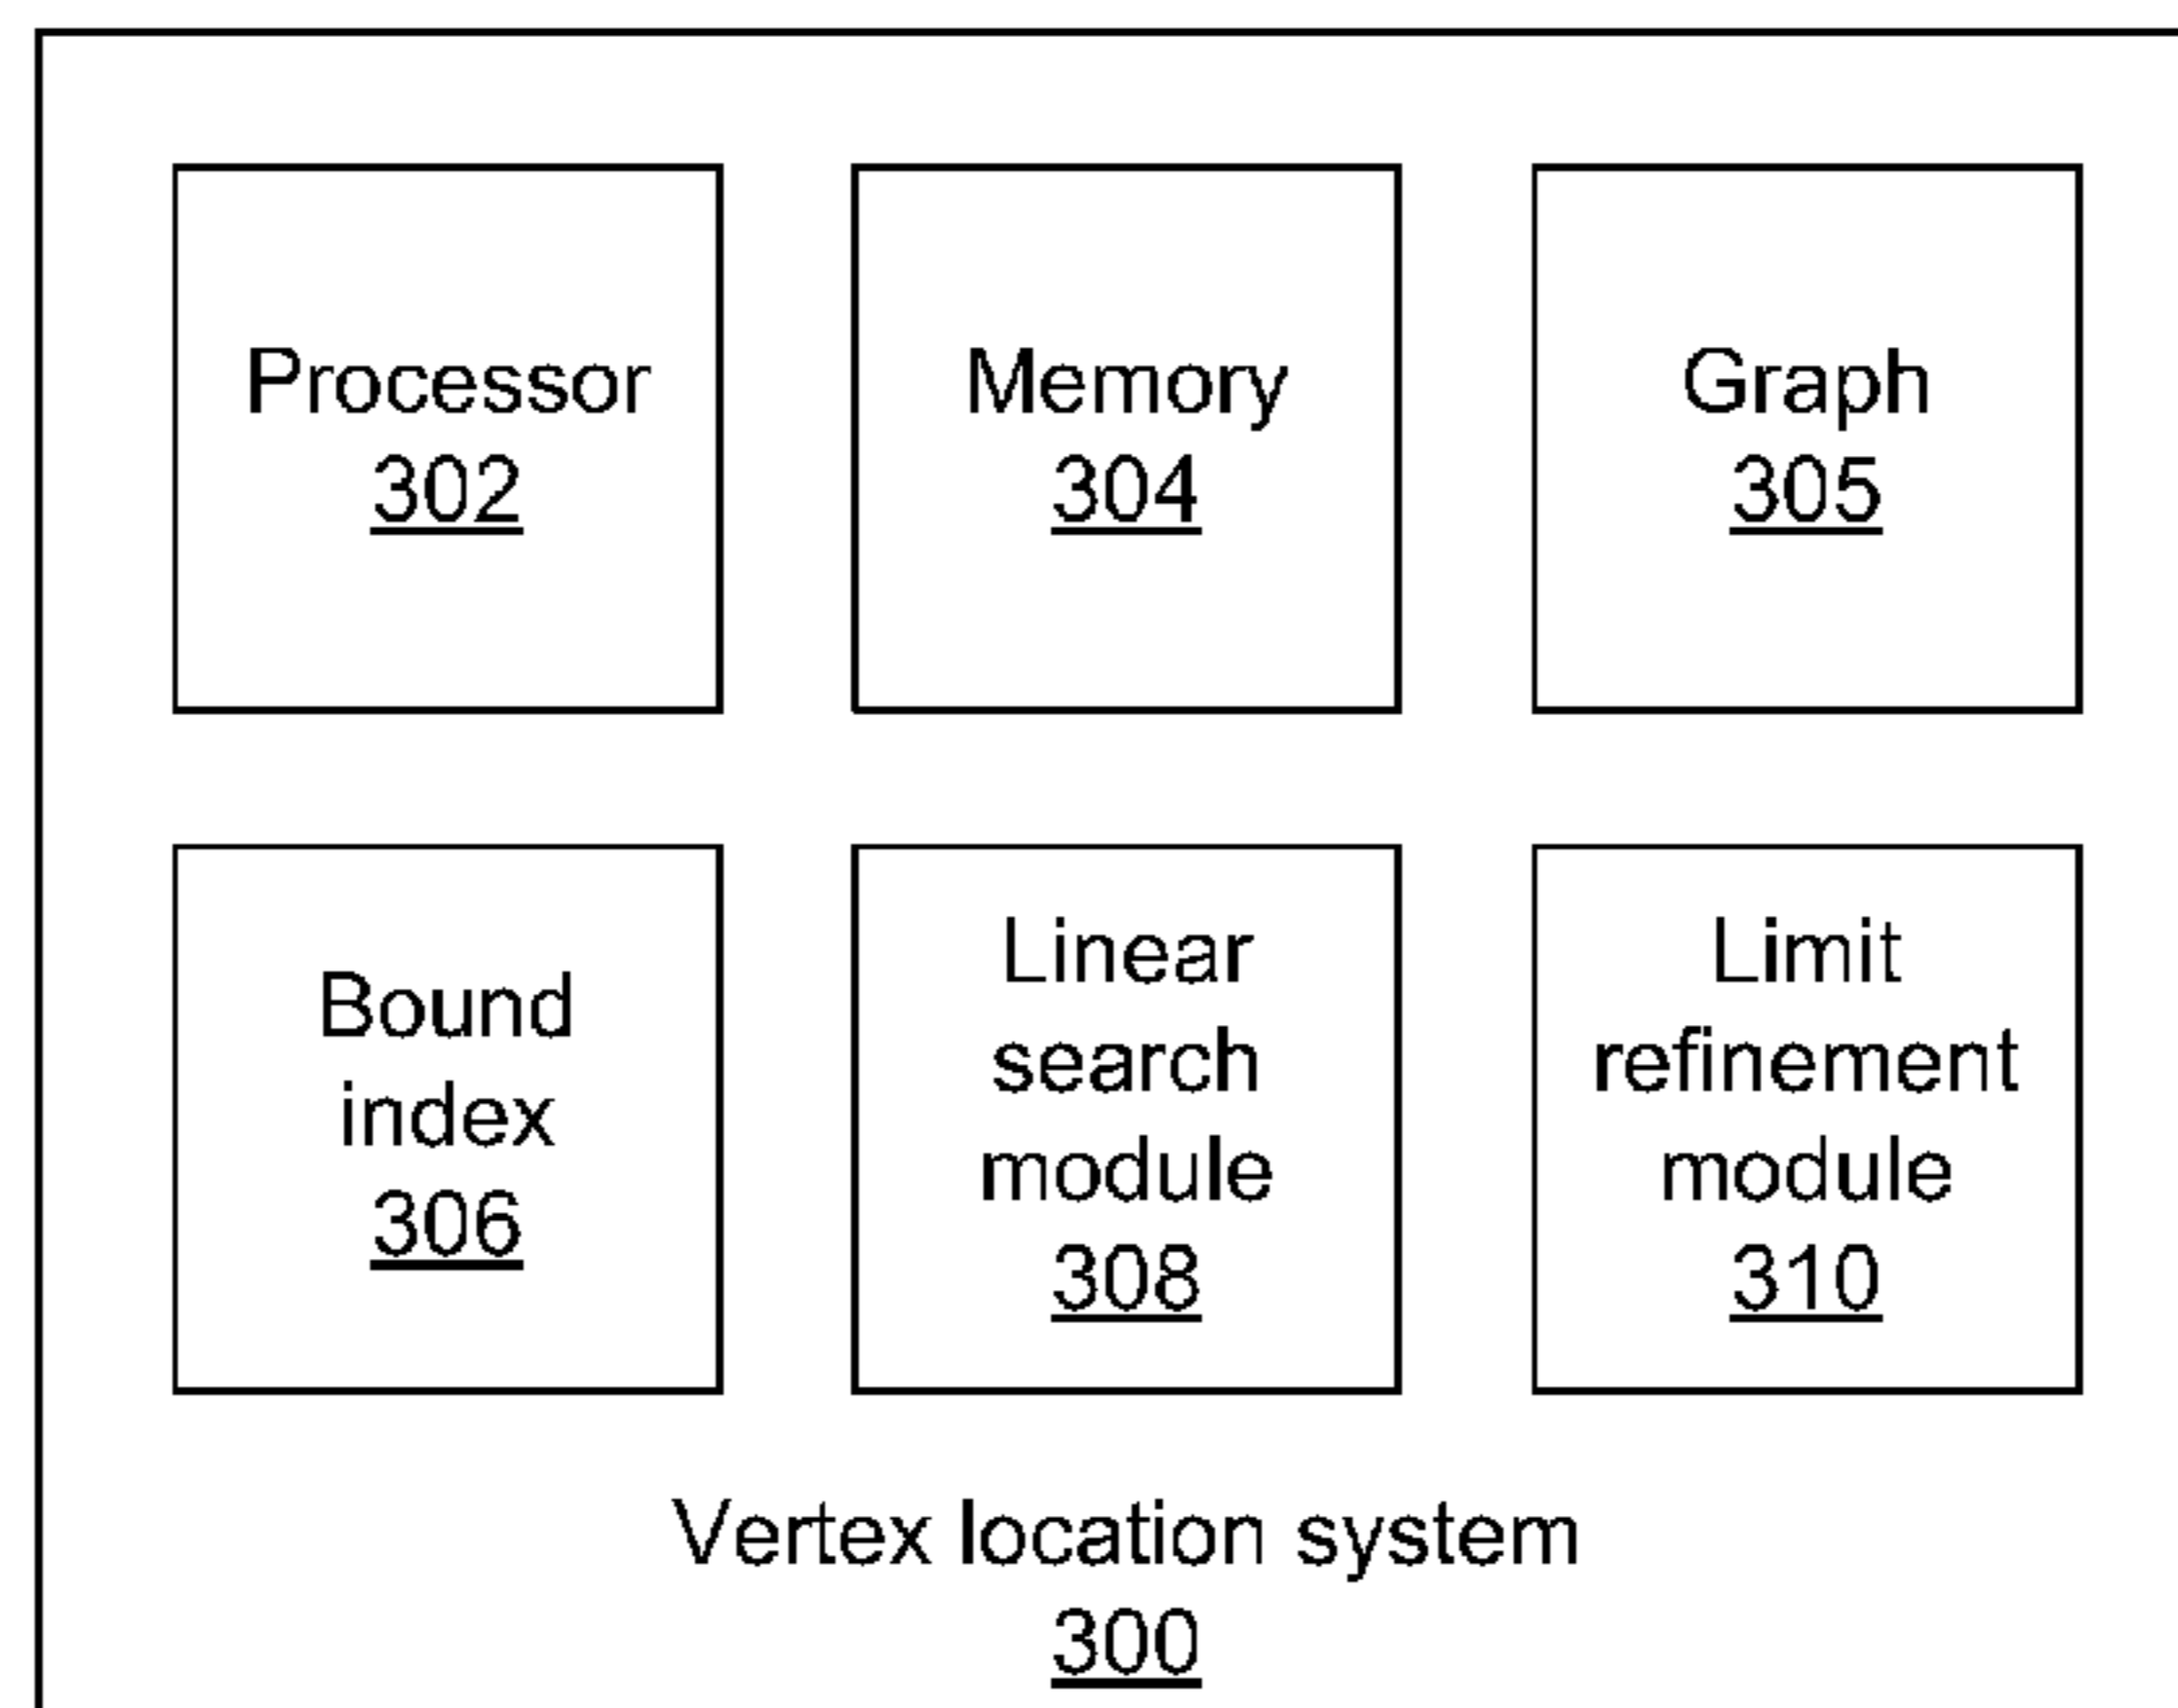 Processor
302
Memory
304
Graph
305
Bound
index
306
Linear
search
module
308
Limit
refinement
module
310
Vertex location system
300